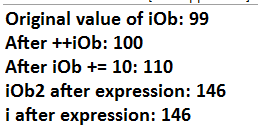 Original value of iOb: 99
After ++iOb: 100
After iOb += 10: 110
iOb2 after expression: 146
i after expression: 146